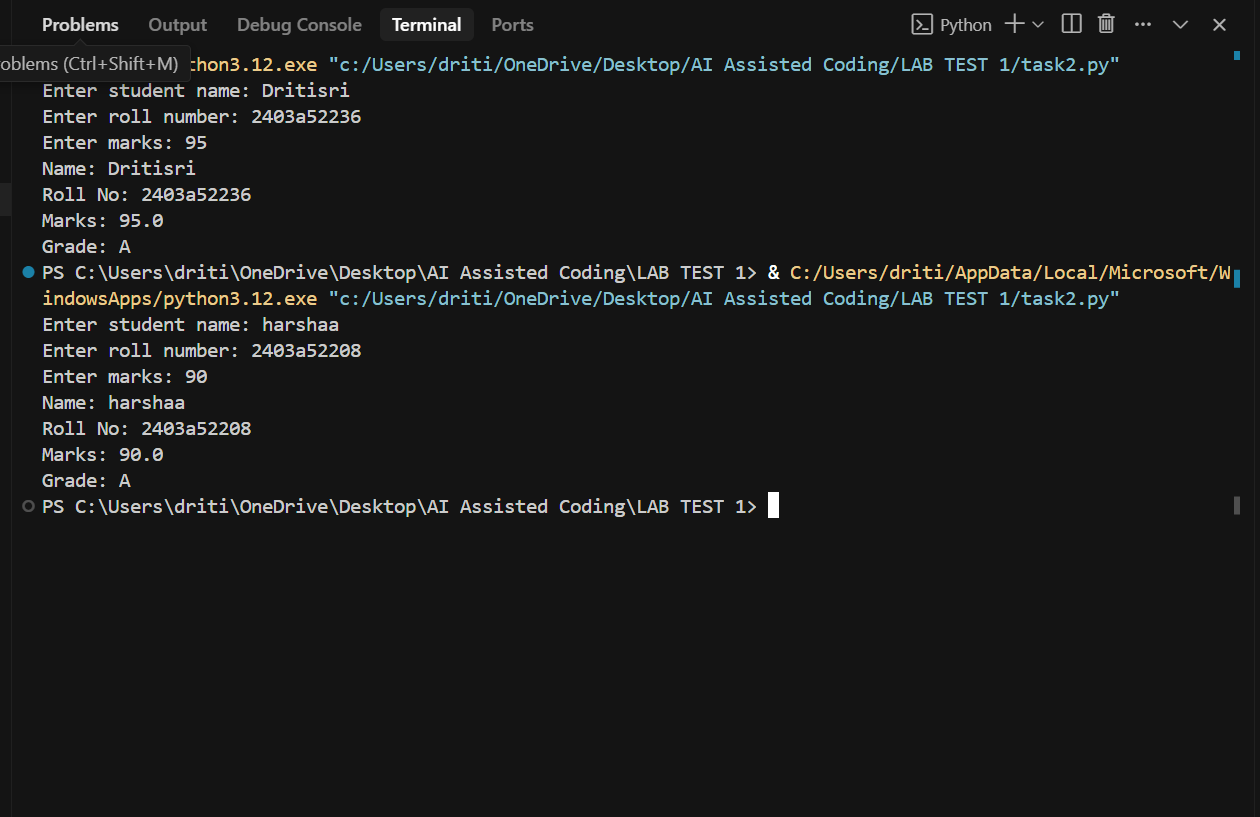 Problems Output Debug Console Terminal Ports Python
oblems (Ctrl+Shift+M) thon3.12.exe "c:/Users/driti/OneDrive/Desktop/AI Assisted Coding/LAB TEST 1/task2.py"
Enter student name: Dritisri
Enter roll number: 2403a52236
Enter marks: 95
Name: Dritisri
Roll No: 2403a52236
Marks: 95.0
Grade: A
PS C:\Users\driti\OneDrive\Desktop\AI Assisted Coding\LAB TEST 1> & C:/Users/driti/AppData/Local/Microsoft/W
indowsApps/python3.12.exe "c:/Users/driti/OneDrive/Desktop/AI Assisted Coding/LAB TEST 1/task2.py"
Enter student name: harshaa
Enter roll number: 2403a52208
Enter marks: 90
Name: harshaa
Roll No: 2403a52208
Marks: 90.0
Grade: A
PS C:\Users\driti\OneDrive\Desktop\AI Assisted Coding\LAB TEST 1>